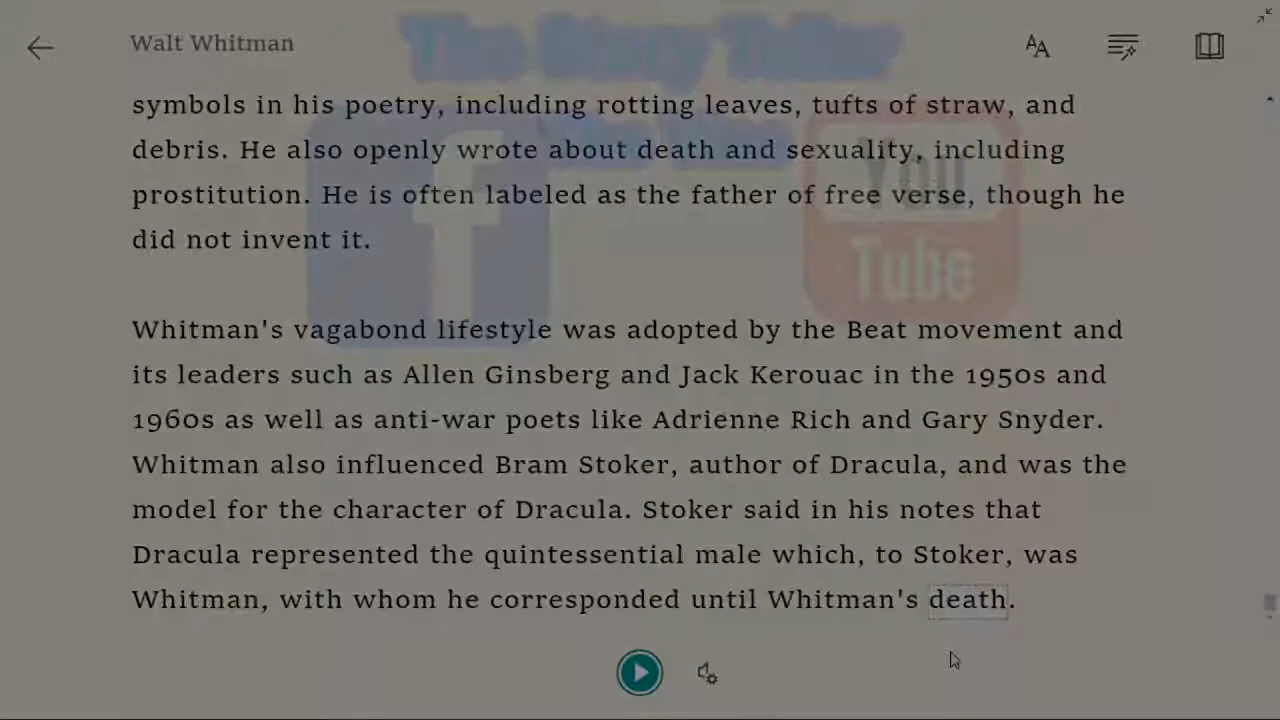 Walt Whitman
The Story Teller
symbols in his poetry, including rotting leaves, tufts of straw, and
debris. He also openly wrote about death and sexuality, including
prostitution. He is often labeled as the father of free verse, though he
did not invent it.
You
Tube
f
Whitman's vagabond lifestyle was adopted by the Beat movement and
its leaders such as Allen Ginsberg and Jack Kerouac in the 1950s and
1960s as well as anti-war poets like Adrienne Rich and Gary Snyder.
Whitman also influenced Bram Stoker, author of Dracula, and was the
model for the character of Dracula. Stoker said in his notes that
Dracula represented the quintessential male which, to Stoker, was
Whitman, with whom he corresponded until Whitman's death.